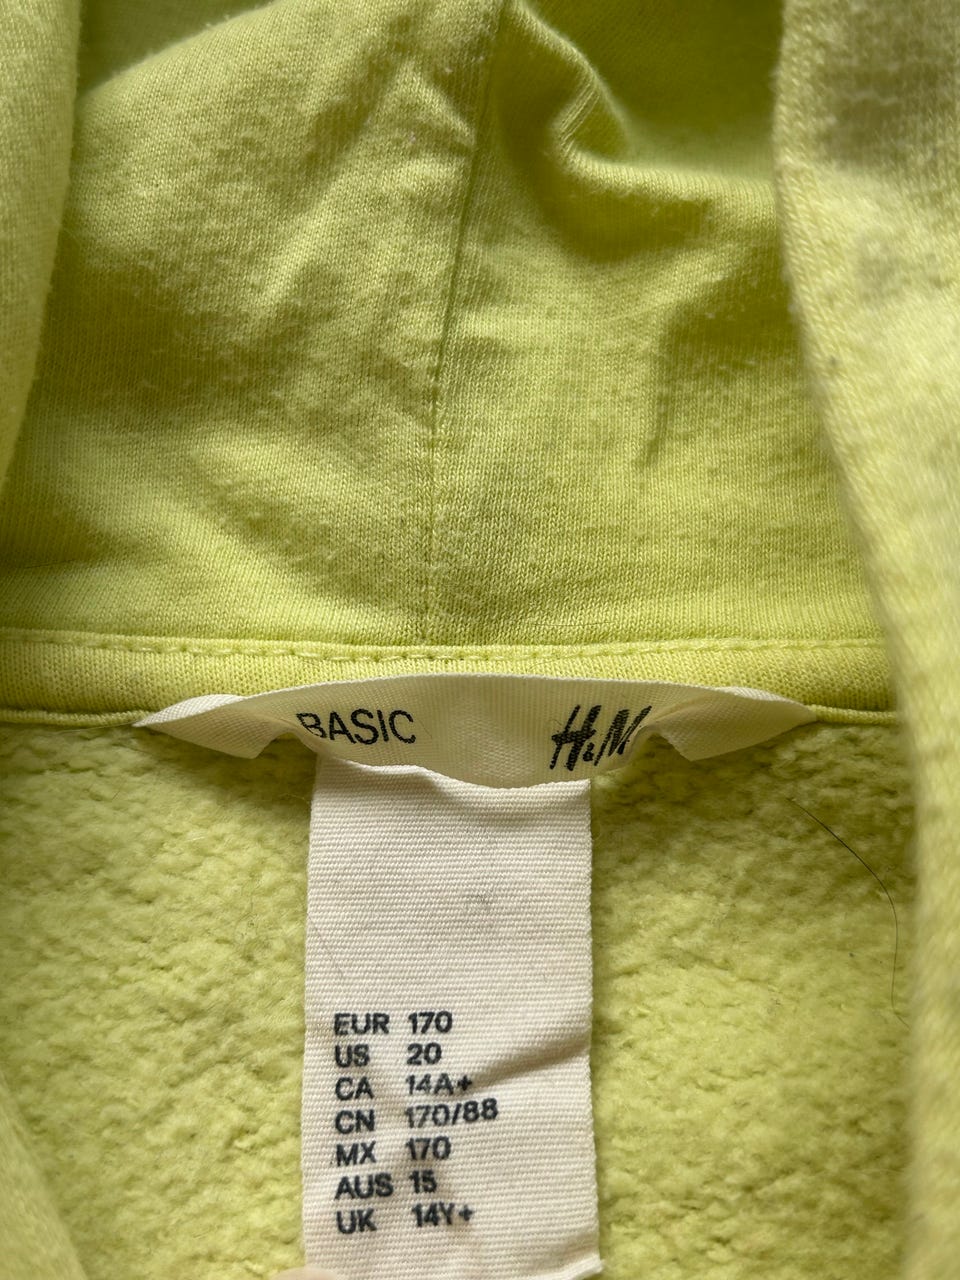 BASIC H&M
EUR 170
US 20
CA 14A+
CN 170/88
MX 170
AUS 15
UK 14Y+